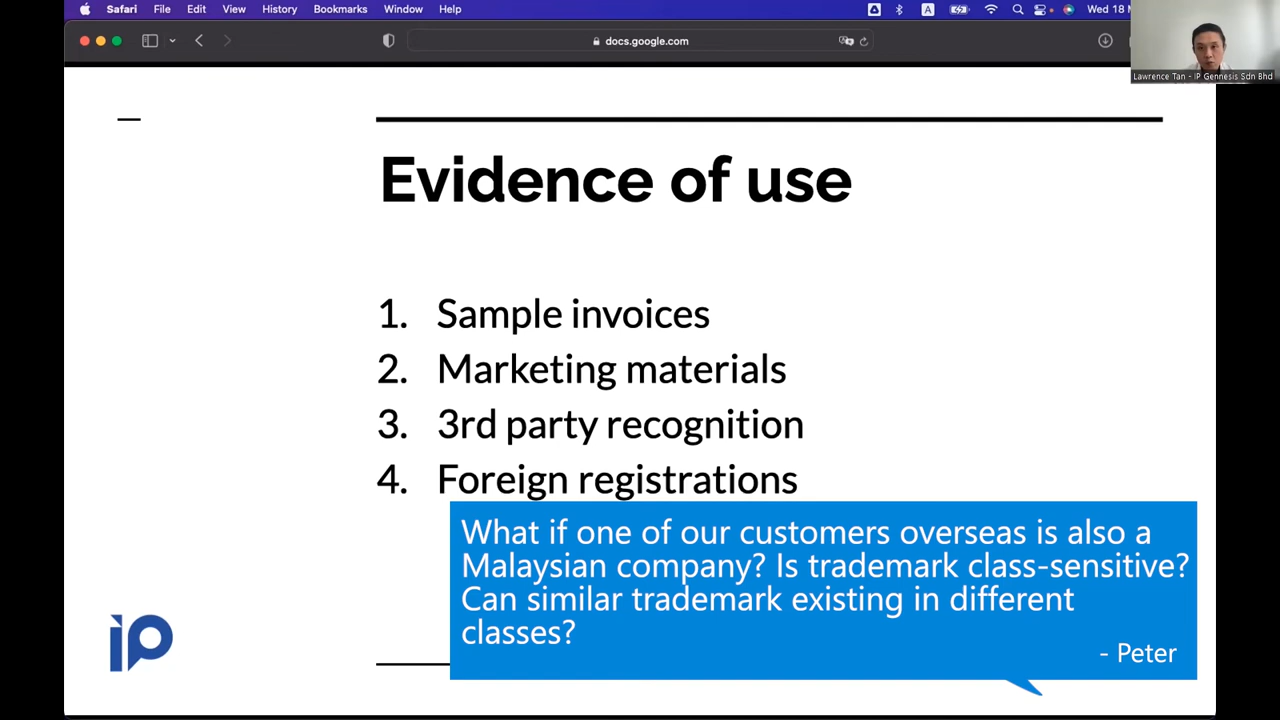 Safari File Edit View History Bookmarks Window Help
A
Wed 18
docs.google.com
Lawrence Tan - IP Gennesis Sdn Bhd
Evidence of use
1. Sample invoices
2. Marketing materials
3. 3rd party recognition
4. Foreign registrations
What if one of our customers overseas is also a
Malaysian company? Is trademark class-sensitive?
Can similar trademark existing in different
classes?
- Peter
ip